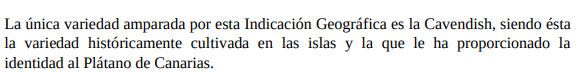 La única variedad amparada por esta Indicación Geográfica es la Cavendish, siendo ésta
la variedad históricamente cultivada en las islas y la que le ha proporcionado la
identidad al Plátano de Canarias.